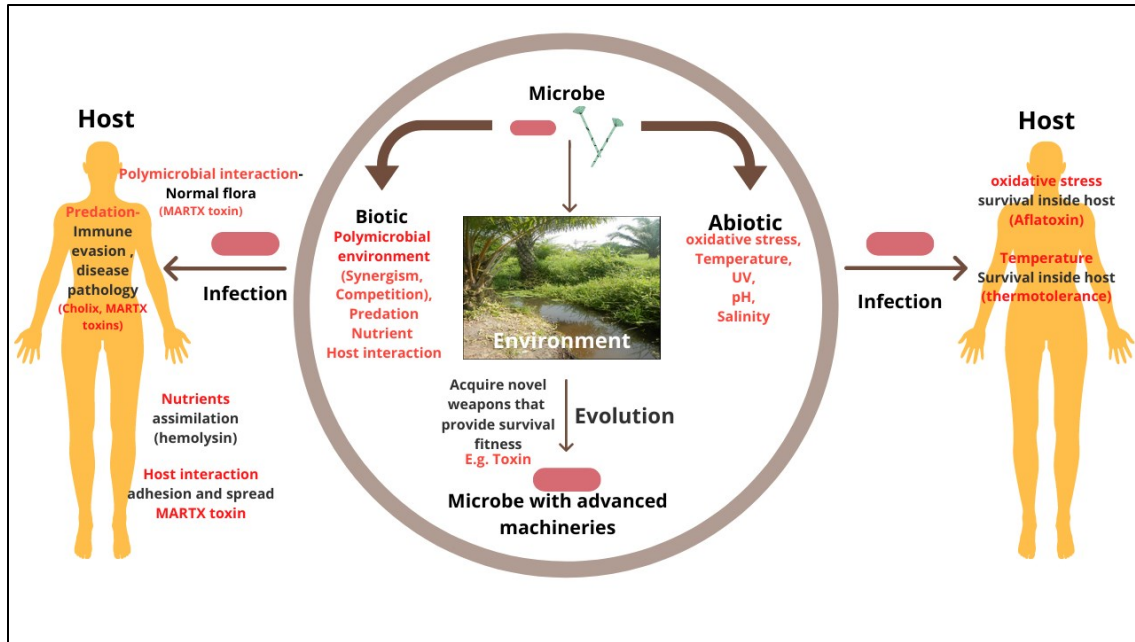 Host
Polymicrobial interaction-
Normal flora
(MARTX toxin)
Predation-
Immune
evasion ,
disease
pathology
(Cholix, MARTX
toxins)
Infection
Nutrients
assimilation
(hemolysin)
Host interaction
adhesion and spread
MARTX toxin
Microbe
Biotic
Polymicrobial
environment
(Synergism,
Competition),
Predation
Nutrient
Host interaction
Environment
Abiotic
oxidative stress,
Temperature,
UV,
pH,
Salinity
Acquire novel
weapons that
provide survival
fitness
E.g. Toxin
Evolution
Microbe with advanced
machineries
Infection
Host
oxidative stress
survival inside host
(Aflatoxin)
Temperature
Survival inside host
(thermotolerance)